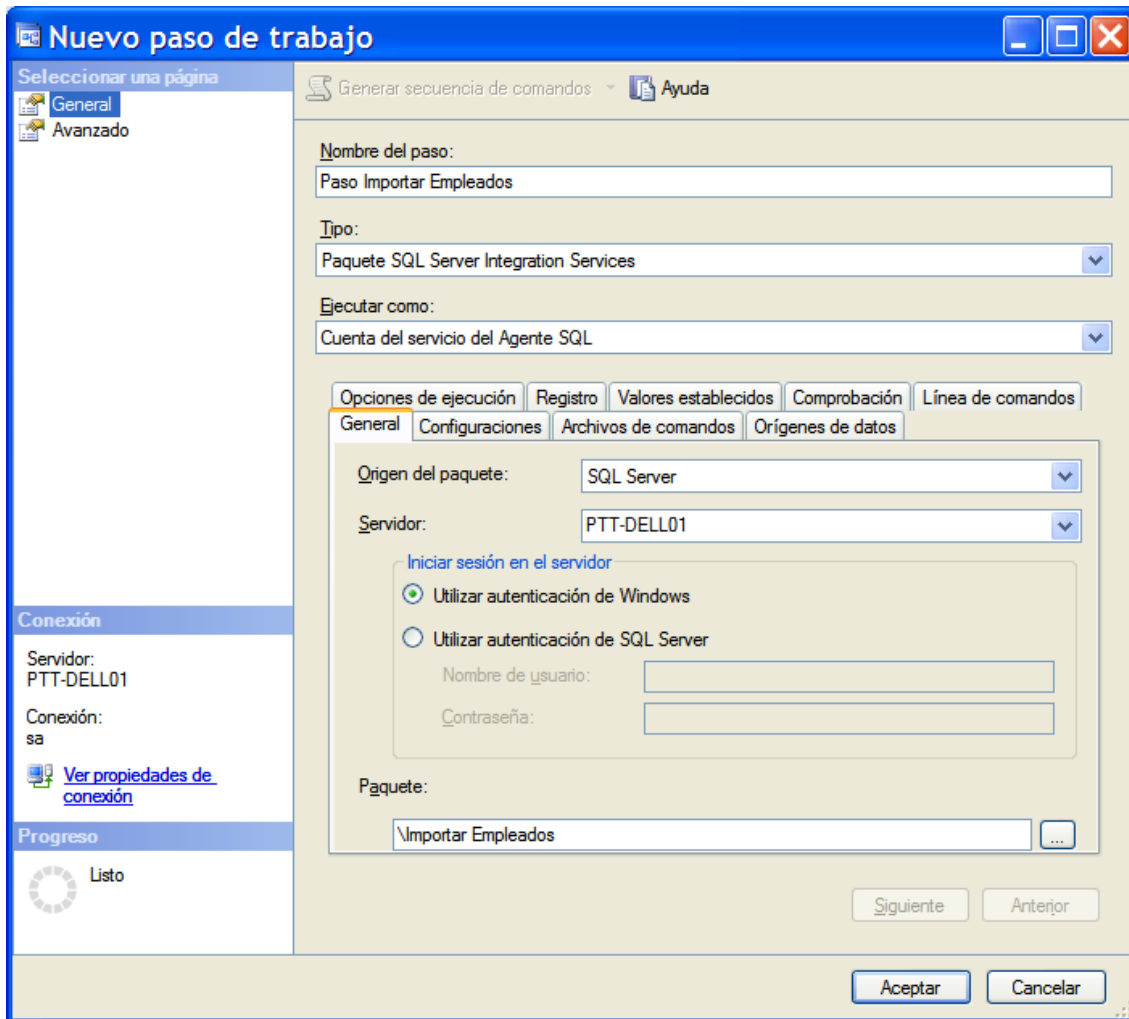 Nuevo paso de trabajo
Seleccionar una página
General
Avanzado
Generar secuencia de comandos
Ayuda
Nombre del paso:
Paso Importar Empleados
Tipo:
Paquete SQL Server Integration Services
Ejecutar como:
Cuenta del servicio del Agente SQL
Opciones de ejecución Registro Valores establecidos Comprobación Línea de comandos
General Configuraciones Archivos de comandos Orígenes de datos
Origen del paquete: SQL Server
Servidor: PTT-DELL01
Iniciar sesión en el servidor
Utilizar autenticación de Windows
Utilizar autenticación de SQL Server
Nombre de usuario:
Contraseña:
Paquete:
\Importar Empleados
...
Conexión
Servidor:
PTT-DELL01
Conexión:
sa
Ver propiedades de
conexión
Progreso
Listo
Siguiente Anterior
Aceptar Cancelar